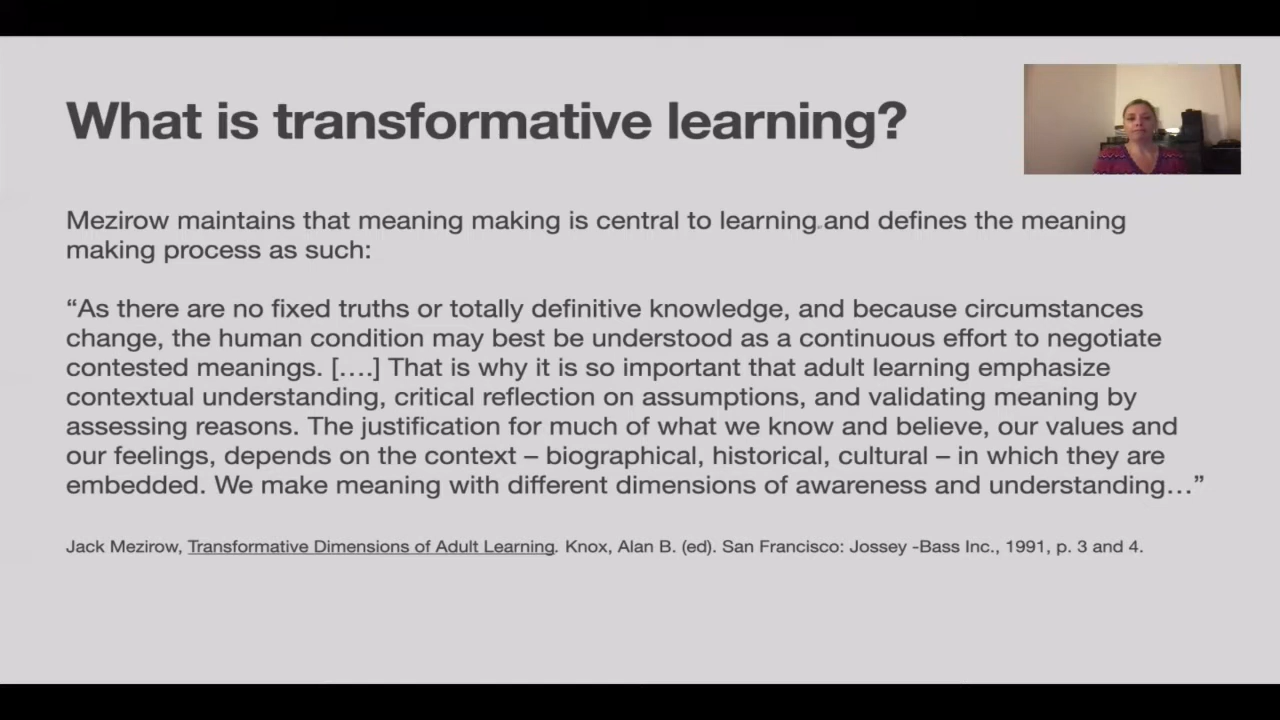 What is transformative learning?
Mezirow maintains that meaning making is central to learning and defines the meaning
making process as such:
“As there are no fixed truths or totally definitive knowledge, and because circumstances
change, the human condition may best be understood as a continuous effort to negotiate
contested meanings. [….] That is why it is so important that adult learning emphasize
contextual understanding, critical reflection on assumptions, and validating meaning by
assessing reasons. The justification for much of what we know and believe, our values and
our feelings, depends on the context – biographical, historical, cultural – in which they are
embedded. We make meaning with different dimensions of awareness and understanding…”
Jack Mezirow, Transformative Dimensions of Adult Learning. Knox, Alan B. (ed). San Francisco: Jossey -Bass Inc., 1991, p. 3 and 4.